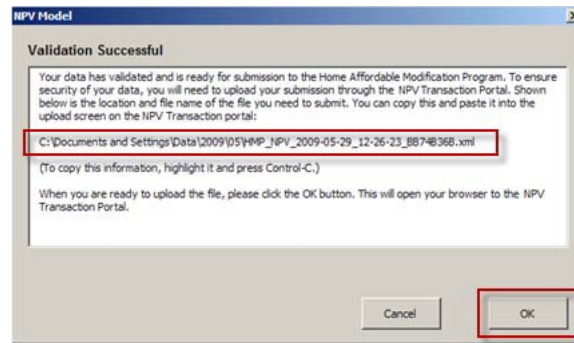 NPV Model
X
Validation Successful
Your data has validated and is ready for submission to the Home Affordable Modification Program. To ensure
security of your data, you will need to upload your submission through the NPV Transaction Portal. Shown
below is the location and file name of the file you need to submit. You can copy this and paste it into the
upload screen on the NPV Transaction portal:
C:\Documents and Settings\Data\2009\05\HMP_NPV_2009-05-29_12-26-23_BB74B36B.xml
(To copy this information, highlight it and press Control-C.)
When you are ready to upload the file, please click the OK button. This will open your browser to the NPV
Transaction Portal.
Cancel
OK